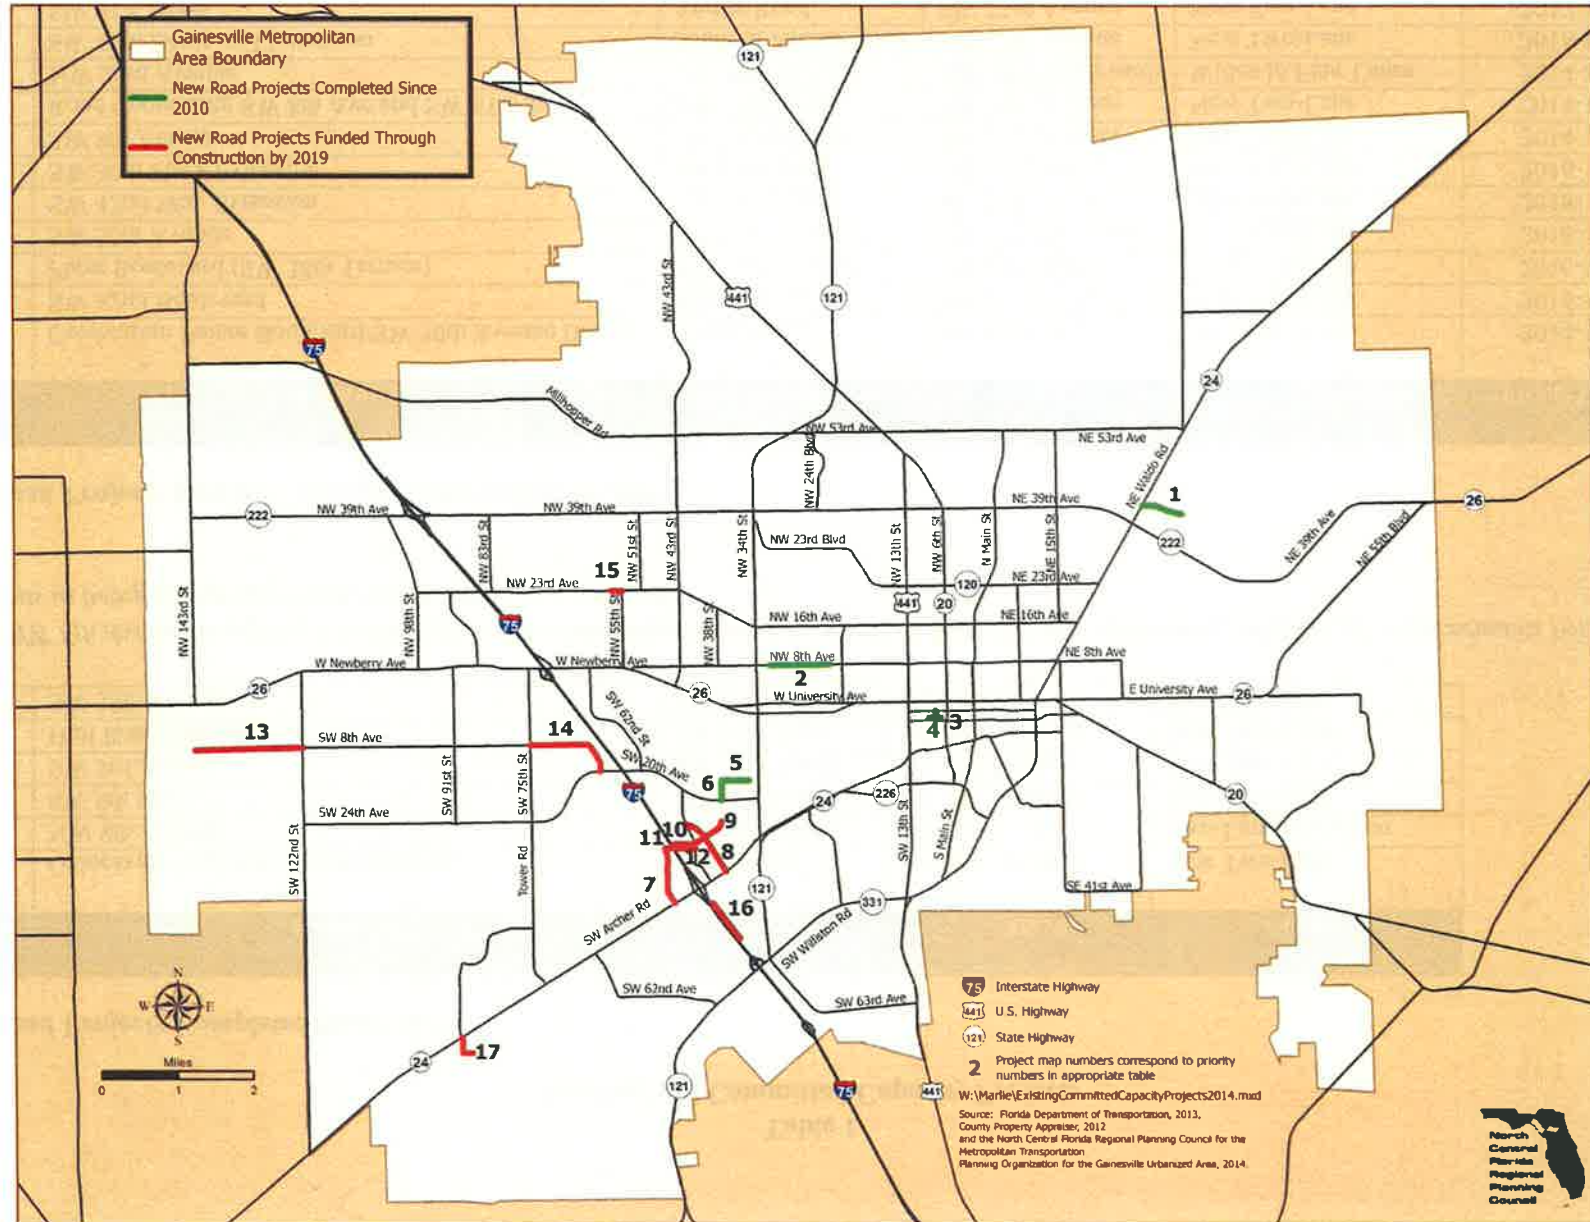 Gainesville Metropolitan
Area Boundary
New Road Projects Completed Since
2010
New Road Projects Funded Through
Construction by 2019
121
441
121
NW 43rd St
75
24
Millhopper Rd
NW 53rd Ave
NE 53rd Ave
NW 24th Blvd
NE Waldo Rd
1
26
222
NW 39th Ave
NW 39th Ave
NE 39th Ave
NE 39th Ave
NE 55th Blvd
222
NW 83rd St
NW 51st St
NW 43rd St
NW 34th St
NW 23rd Blvd
NW 13th St
NW 6th St
N Main St
NE 15th St
15
NW 23rd Ave
120
NE 23rd Ave
NW 143rd St
NW 98th St
75
NW 55th St
NW 38th St
441
20
NW 16th Ave
NE 16th Ave
W Newberry Ave
W Newberry Ave
NW 8th Ave
NE 8th Ave
2
26
26
W University Ave
E University Ave
26
13
14
SW 62nd St
3
4
SW 8th Ave
SW 20th Ave
5
6
SW 91st St
SW 75th St
75
24
226
20
SW 24th Ave
SW 122nd St
10
9
11
12
8
7
SW 13th St
S Main St
Tower Rd
121
SE 41st Ave
16
331
SW Archer Rd
SW Williston Rd
SW 62nd Ave
SW 63rd Ave
N
W
E
S
Miles
0
1
2
17
24
121
75
441
75
Interstate Highway
441
U.S. Highway
121
State Highway
2
Project map numbers correspond to priority
numbers in appropriate table
W:\Marlie\ExistingCommittedCapacityProjects2014.mxd
Source: Florida Department of Transportation, 2013,
County Property Appraiser, 2012
and the North Central Florida Regional Planning Council for the
Metropolitan Transportation
Planning Organization for the Gainesville Urbanized Area, 2014.
North
Central
Florida
Regional
Planning
Council